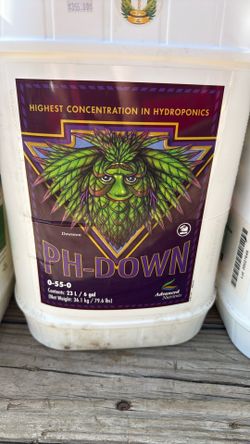 HIGHEST CONCENTRATION IN HYDROPONICS
PH-DOWN
0-55-0
Contents: 23 L / 6 gal
(Net Weight: 36.1 kg / 79.6 lbs)
Advanced
Nutrients